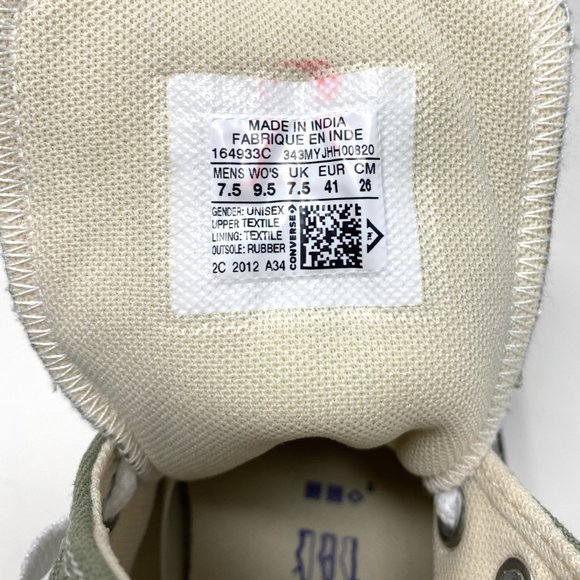 MADE IN INDIA
FABRIQUE EN INDE
164933C 343MYJHH00820
MENS WO'S UK EUR CM
7.5 9.5 7.5 41 26
GENDER: UNISEX
UPPER TEXTILE
LINING: TEXTILE
OUTSOLE: RUBBER
2C 2012 A34
CONVERSE